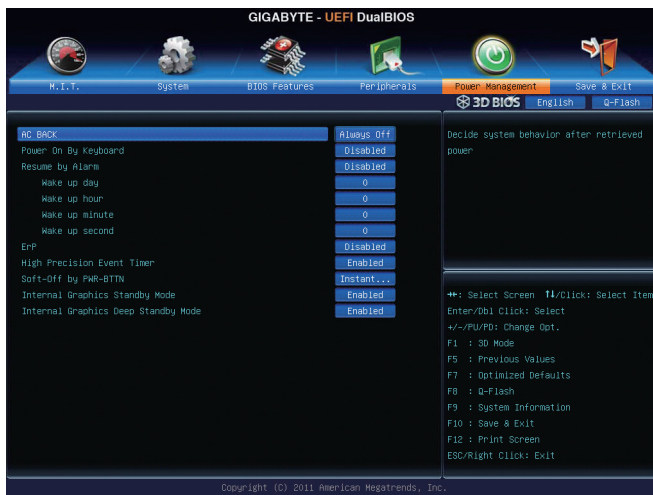 GIGABYTE - UEFI DualBIOS
M.I.T. System BIOS Features Peripherals Power Management Save & Exit
3D BIOS English Q-Flash
AC BACK Always Off
Power On By Keyboard Disabled
Resume by Alarm Disabled
Wake up day 0
Wake up hour 0
Wake up minute 0
Wake up second 0
ErP Disabled
High Precision Event Timer Enabled
Soft-Off by PWR-BTTN Instant...
Internal Graphics Standby Mode Enabled
Internal Graphics Deep Standby Mode Enabled
Decide system behavior after retrieved
power
→←: Select Screen ↑↓/Click: Select Item
Enter/Dbl Click: Select
+/-/PU/PD: Change Opt.
F1 : 3D Mode
F5 : Previous Values
F7 : Optimized Defaults
F8 : Q-Flash
F9 : System Information
F10 : Save & Exit
F12 : Print Screen
ESC/Right Click: Exit
Copyright (C) 2011 American Megatrends, Inc.